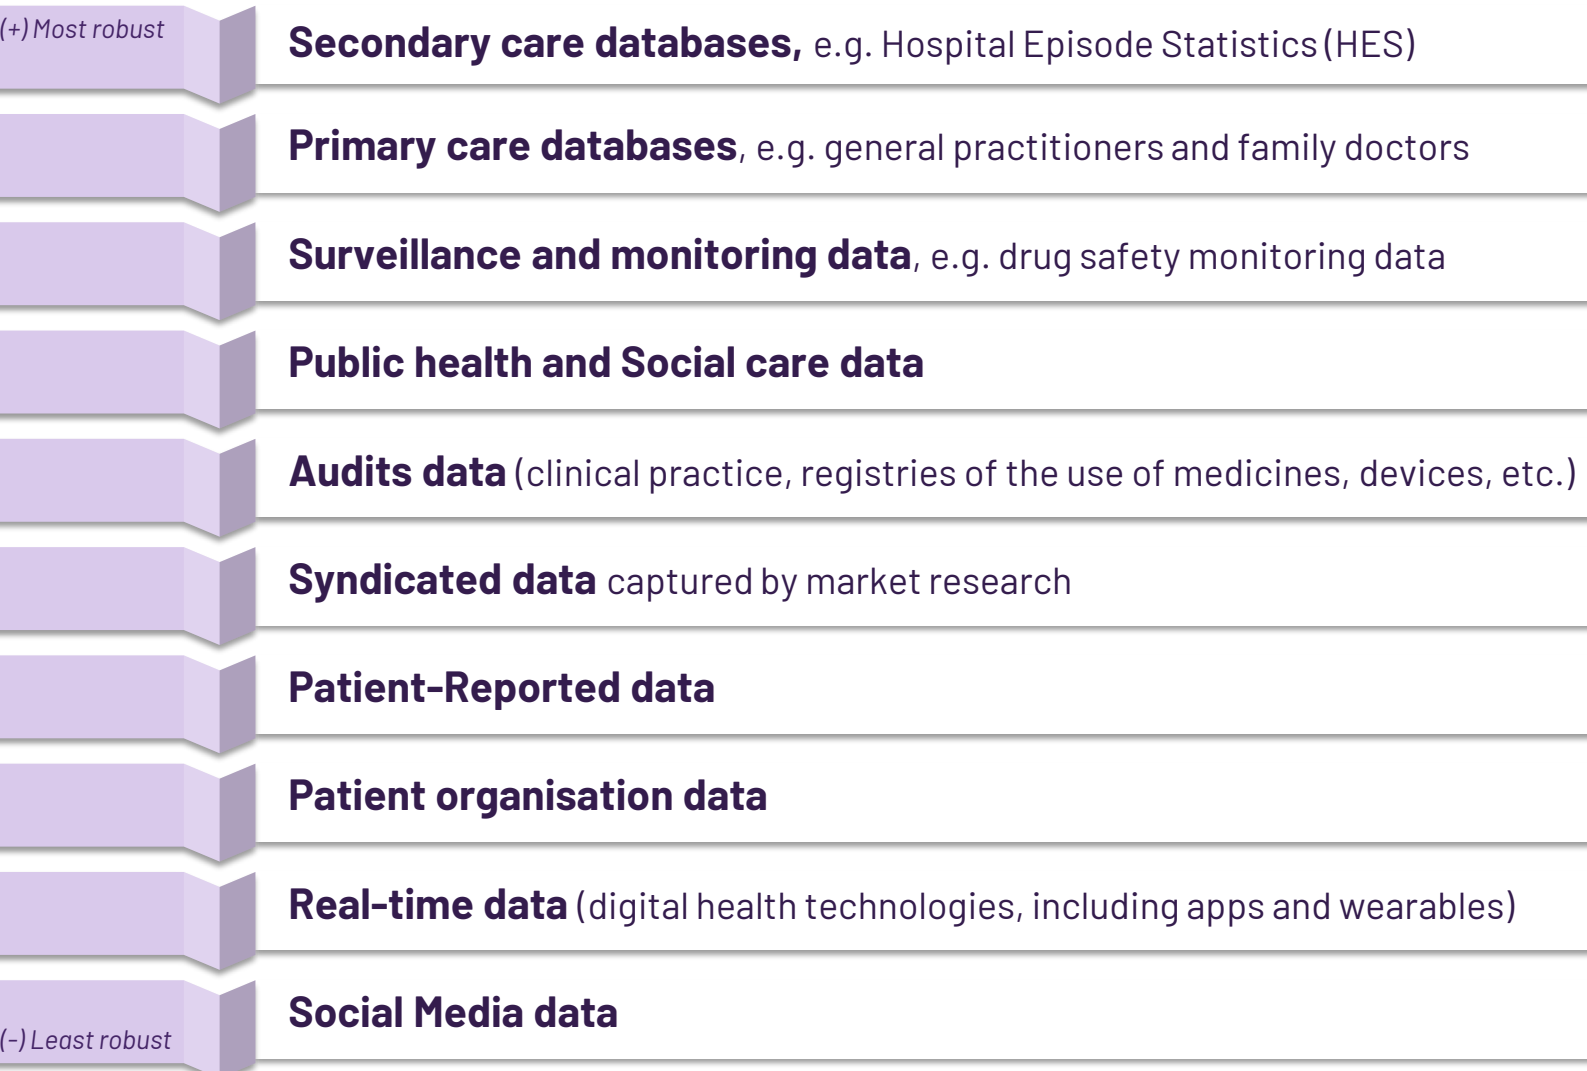 (+) Most robust
Secondary care databases, e.g. Hospital Episode Statistics (HES)
Primary care databases, e.g. general practitioners and family doctors
Surveillance and monitoring data, e.g. drug safety monitoring data
Public health and Social care data
Audits data (clinical practice, registries of the use of medicines, devices, etc.)
Syndicated data captured by market research
Patient-Reported data
Patient organisation data
Real-time data (digital health technologies, including apps and wearables)
Social Media data
(-) Least robust